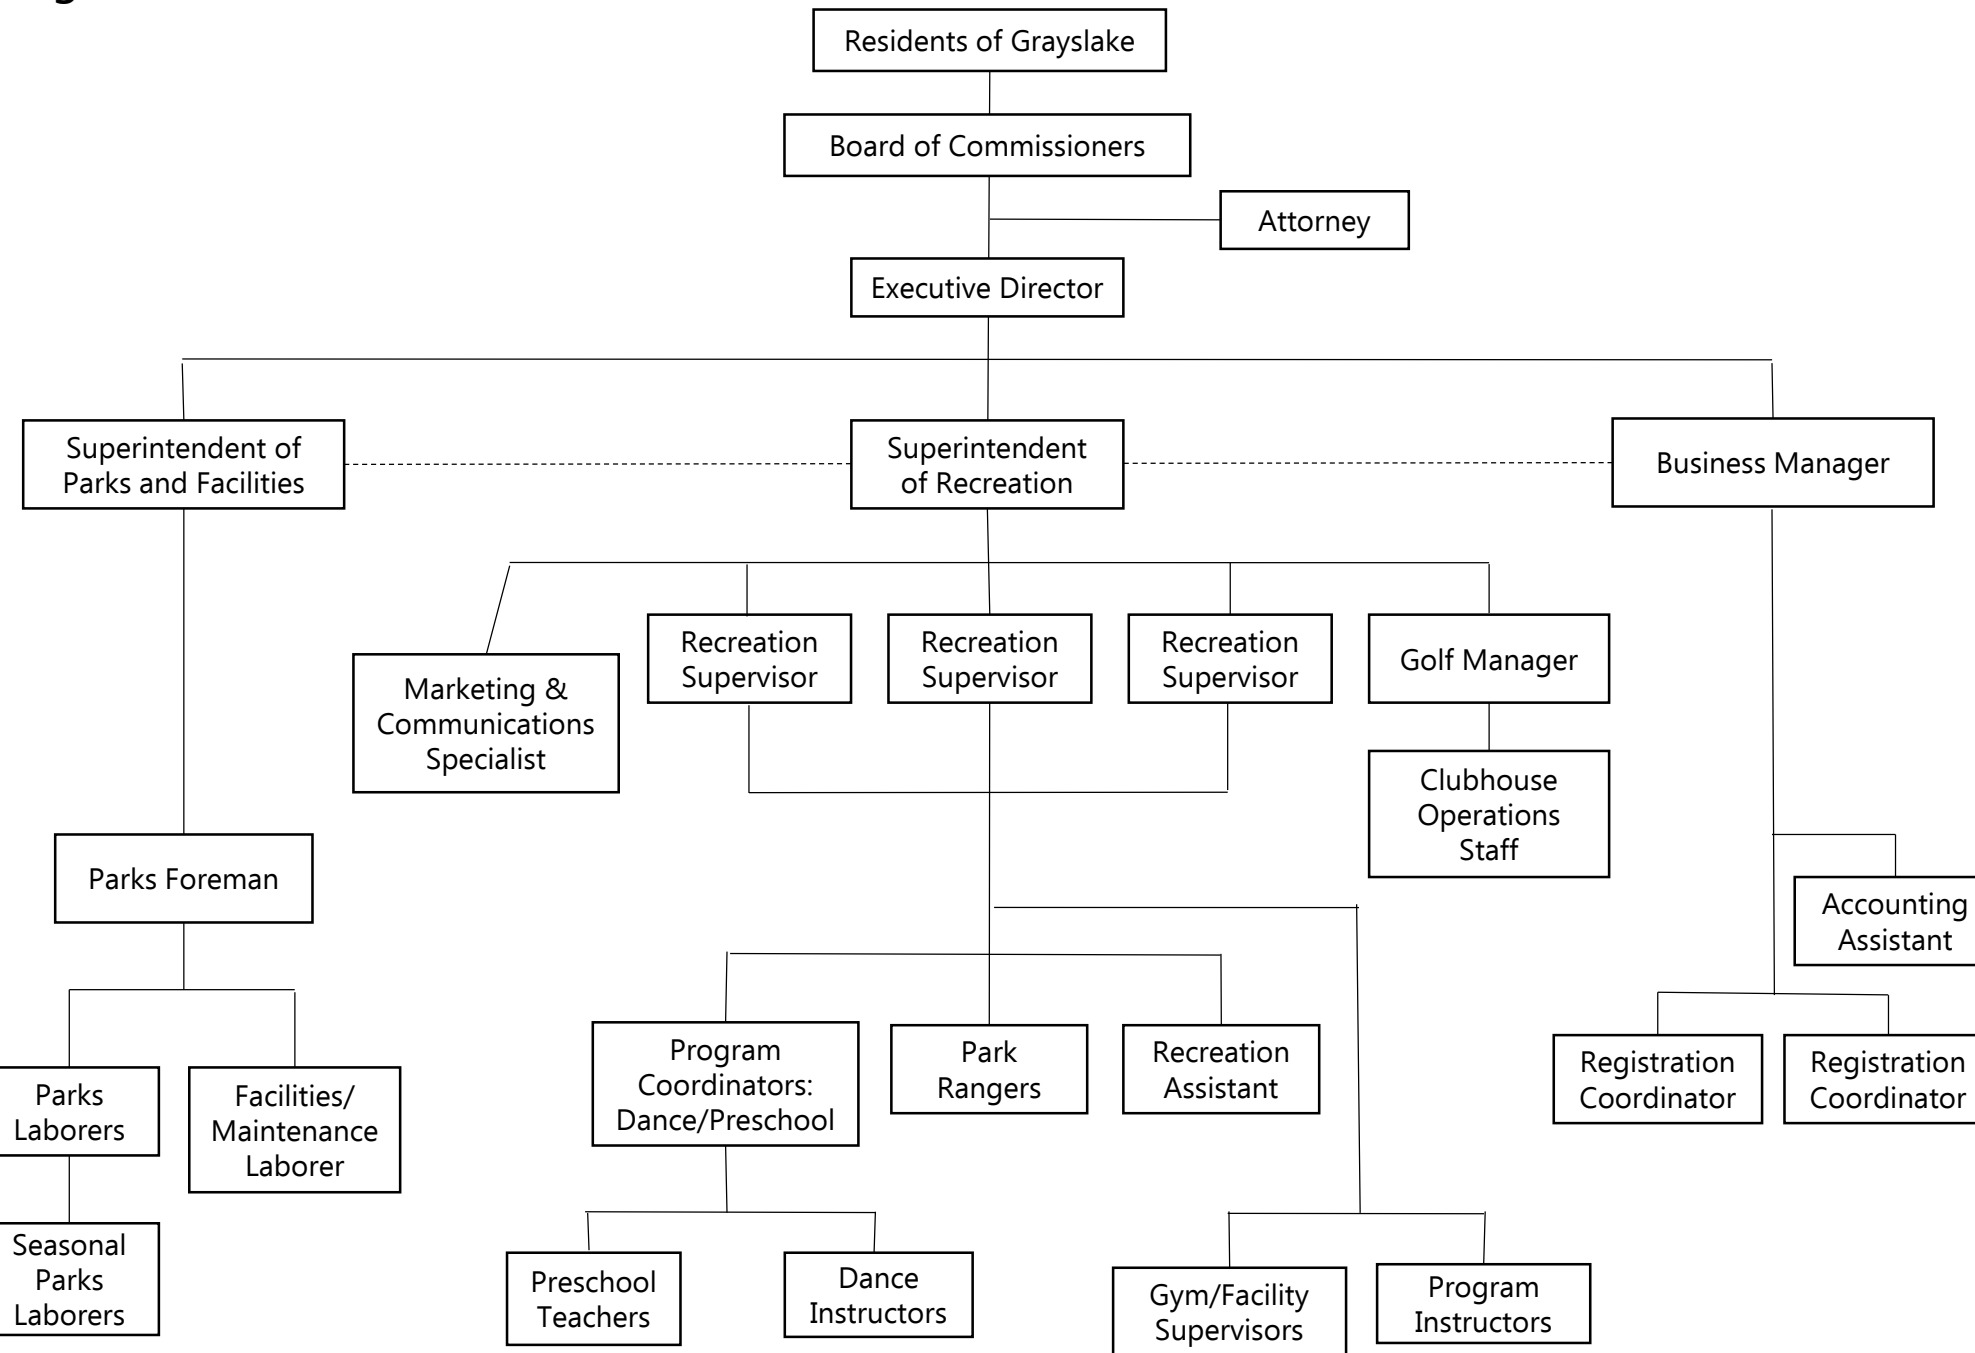 Residents of Grayslake
Board of Commissioners
Attorney
Executive Director
Superintendent of
Parks and Facilities
Superintendent
of Recreation
Business Manager
Marketing &
Communications
Specialist
Recreation
Supervisor
Recreation
Supervisor
Recreation
Supervisor
Golf Manager
Clubhouse
Operations
Staff
Parks Foreman
Accounting
Assistant
Parks
Laborers
Facilities/
Maintenance
Laborer
Program
Coordinators:
Dance/Preschool
Park
Rangers
Recreation
Assistant
Registration
Coordinator
Registration
Coordinator
Seasonal
Parks
Laborers
Preschool
Teachers
Dance
Instructors
Gym/Facility
Supervisors
Program
Instructors